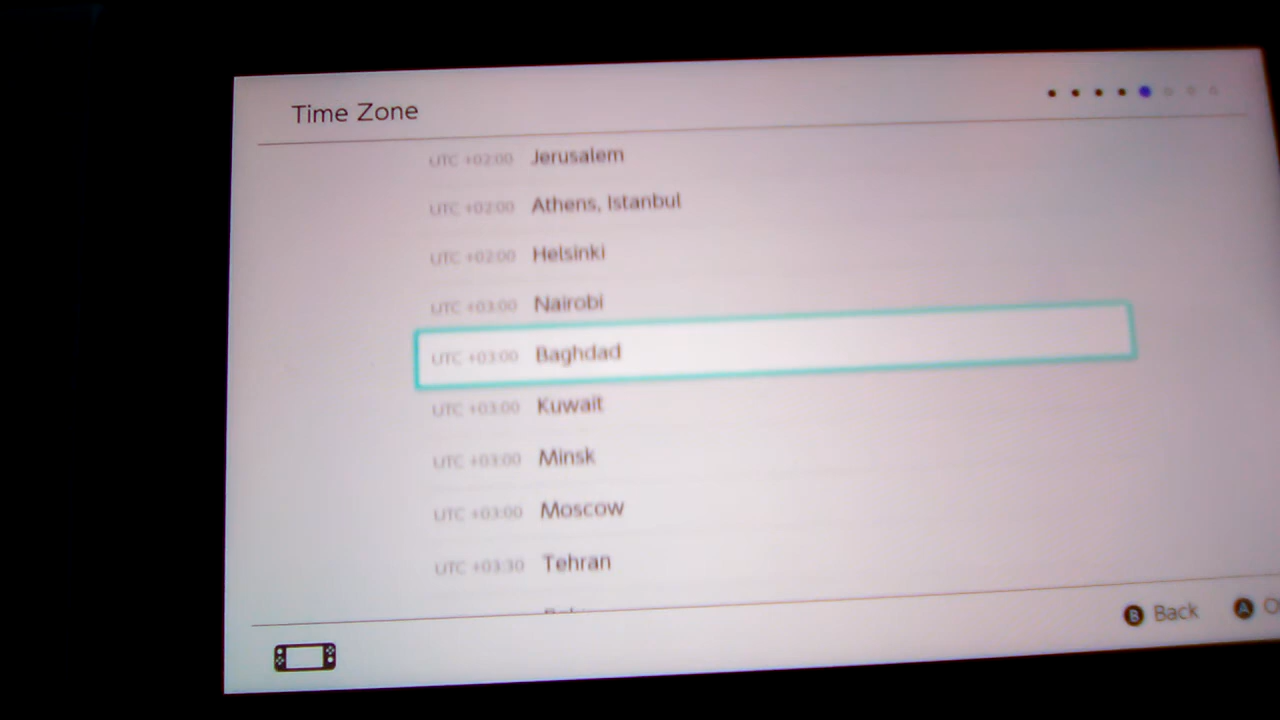 Time Zone
UTC +02:00 Jerusalem
UTC +02:00 Athens, Istanbul
UTC +02:00 Helsinki
UTC +03:00 Nairobi
UTC +03:00 Baghdad
UTC +03:00 Kuwait
UTC +03:00 Minsk
UTC +03:00 Moscow
UTC +03:30 Tehran
B Back A